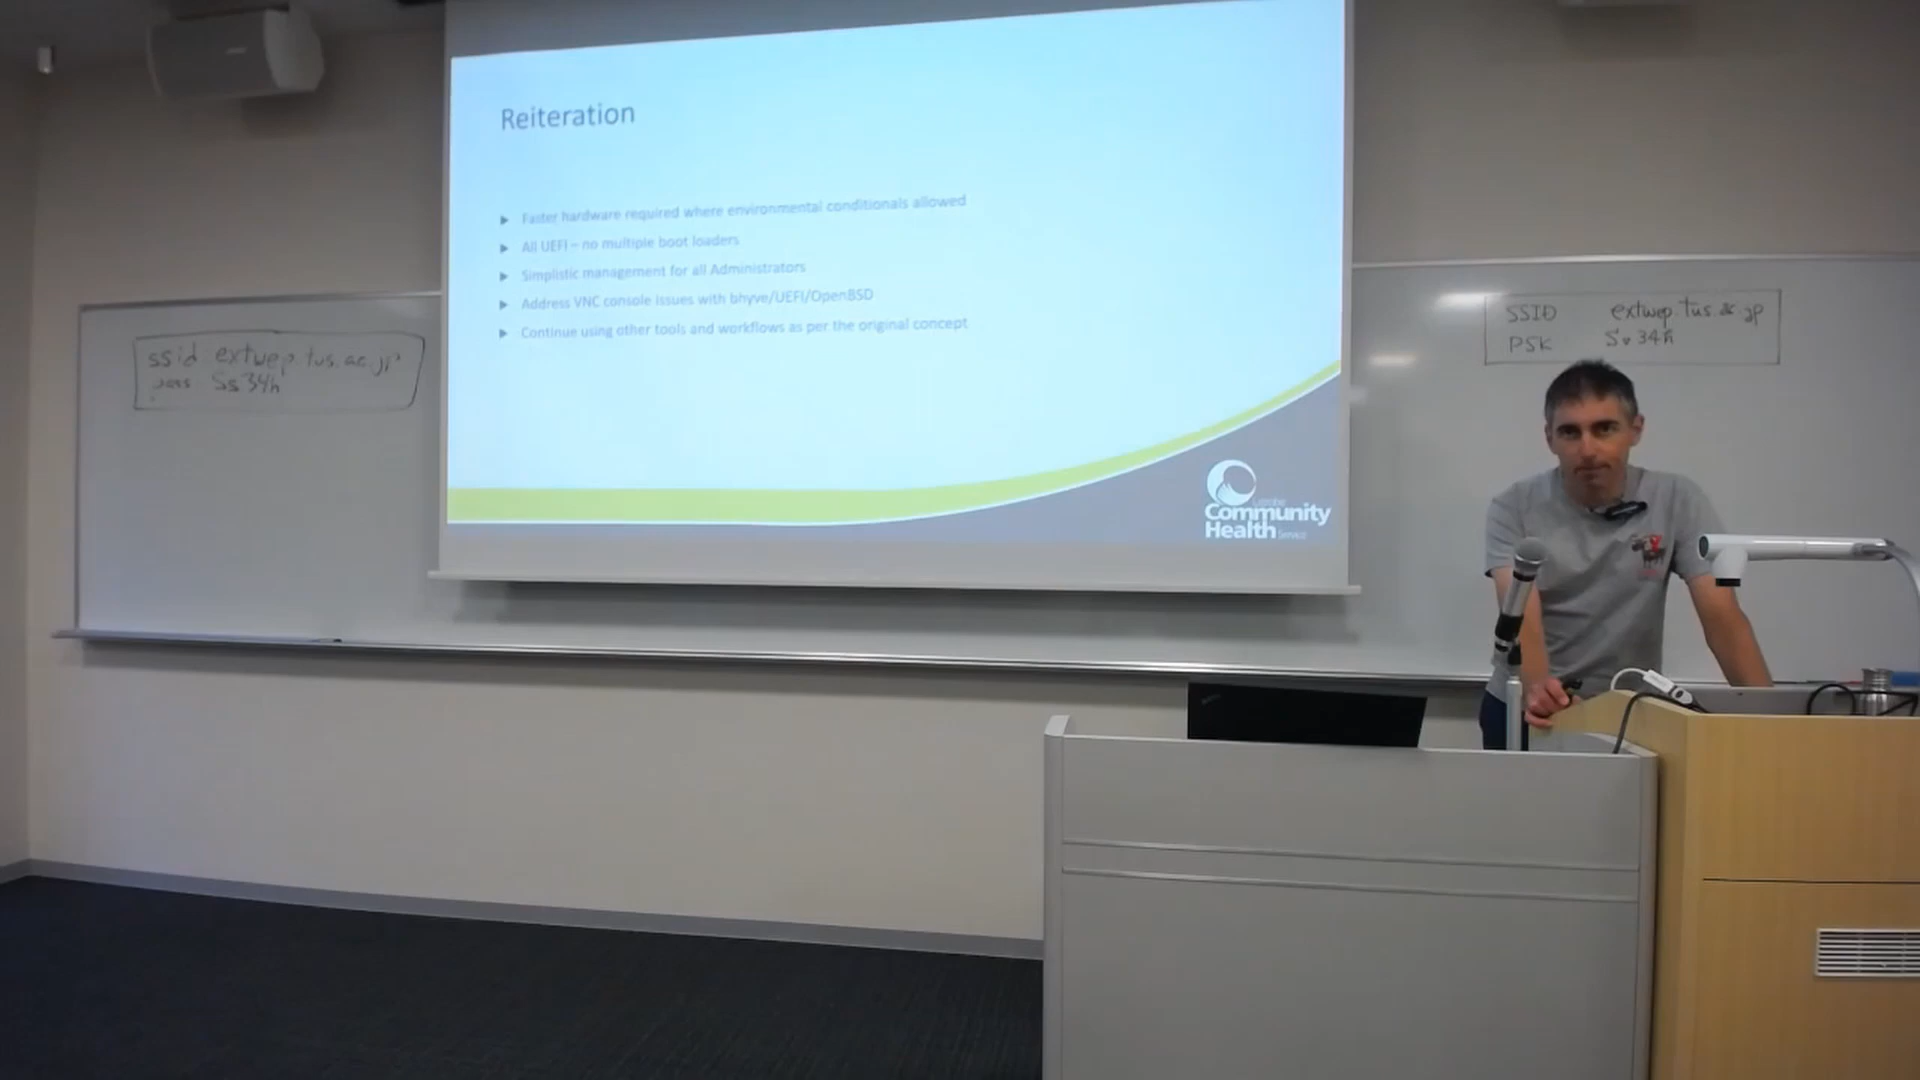 Reiteration
Faster hardware required where environmental conditionals allowed
All UEFI – no multiple boot loaders
Simplistic management for all Administrators
Address VNC console issues with bhyve/UEFI/OpenBSD
Continue using other tools and workflows as per the original concept
Community
Health Service
ssid extwep.tus.ac.jp
pass Ss34h
SSID extwep.tus.ac.jp
PSK